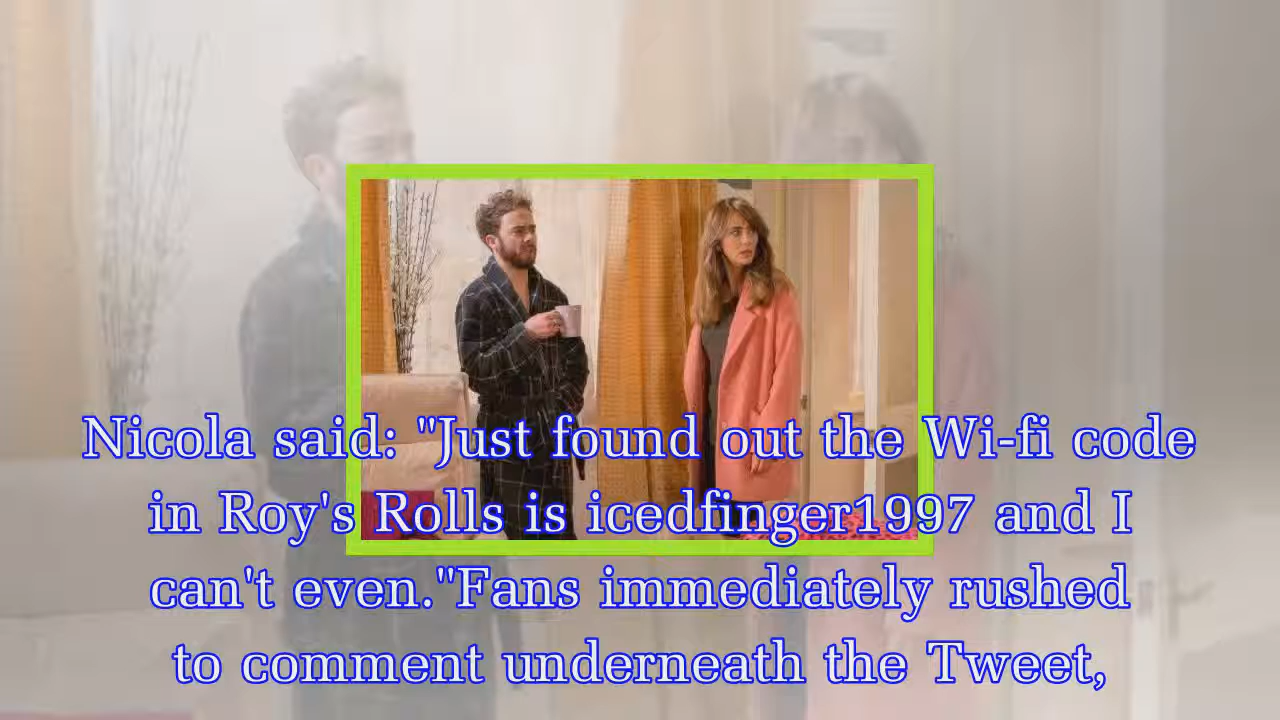 Nicola said: "Just found out the Wi-fi code
in Roy's Rolls is icedfinger1997 and I
can't even."Fans immediately rushed
to comment underneath the Tweet,